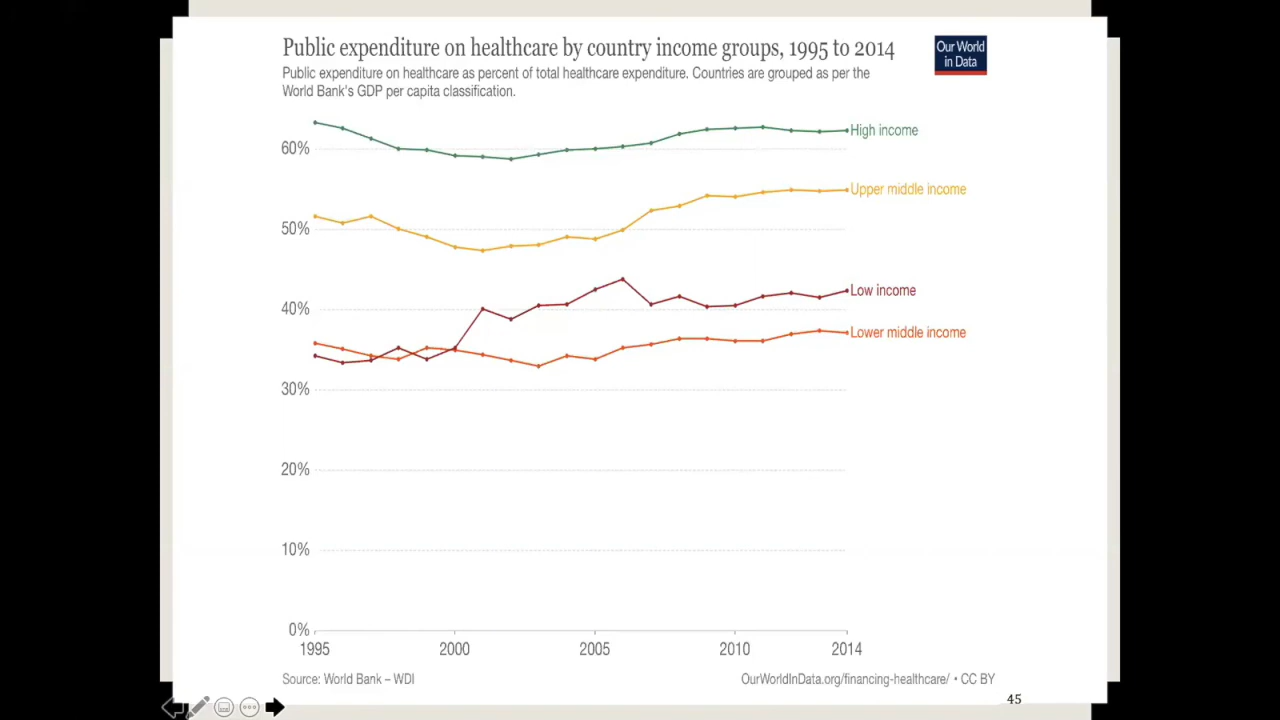 Public expenditure on healthcare by country income groups, 1995 to 2014
Our World
in Data
Public expenditure on healthcare as percent of total healthcare expenditure. Countries are grouped as per the
World Bank's GDP per capita classification.
High income
60%
Upper middle income
50%
Low income
40%
Lower middle income
30%
20%
10%
0%
1995 2000 2005 2010 2014
Source: World Bank – WDI
OurWorldInData.org/financing-healthcare/ • CC BY
45